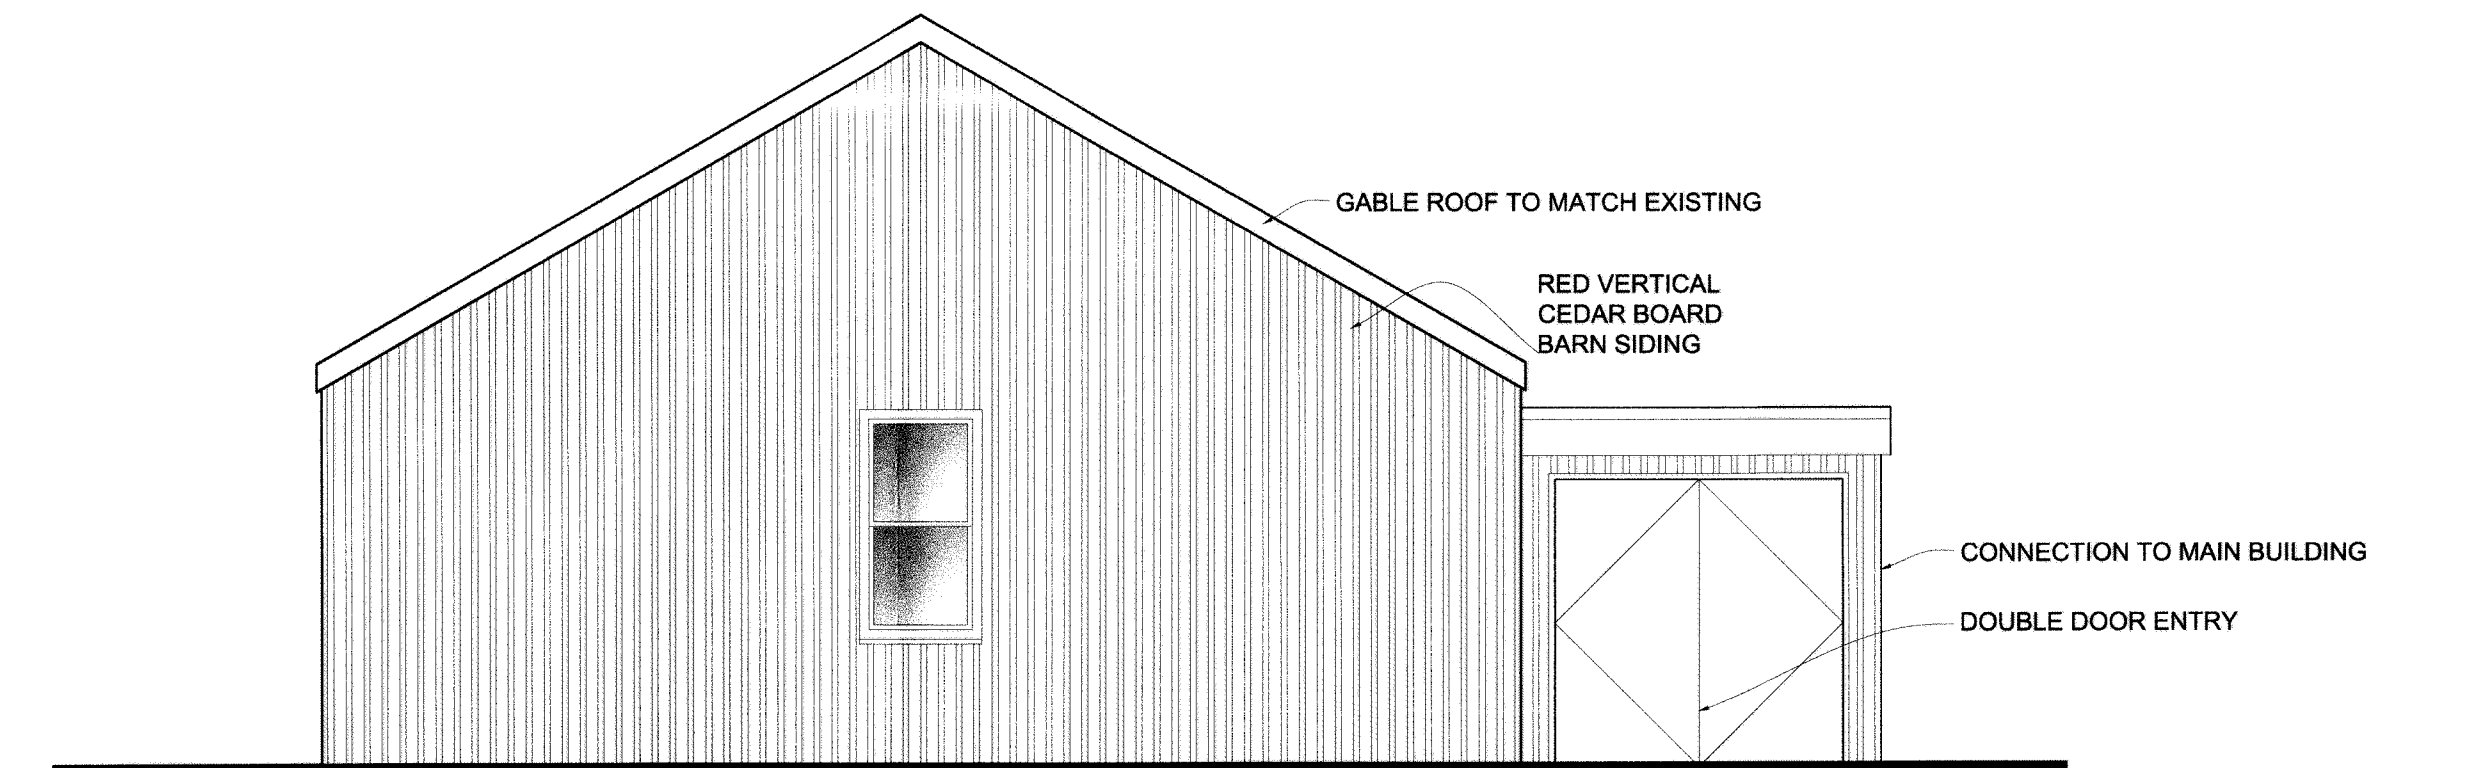 GABLE ROOF TO MATCH EXISTING
RED VERTICAL
CEDAR BOARD
BARN SIDING
CONNECTION TO MAIN BUILDING
DOUBLE DOOR ENTRY